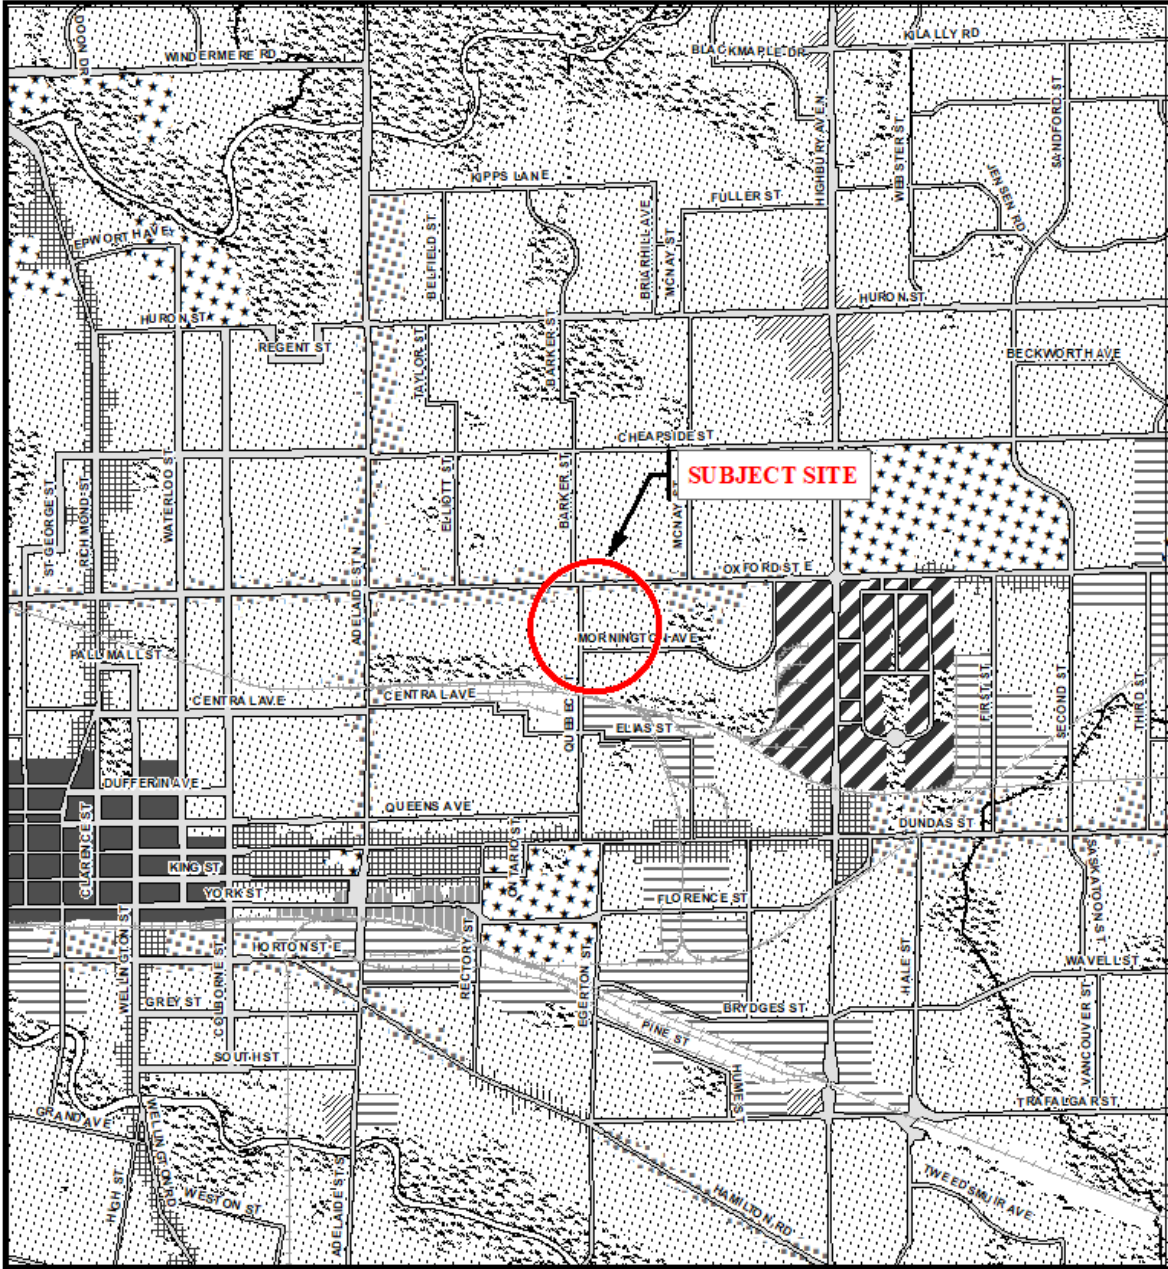 DOON DR
WINDERMERE RD
BLACKMAPLE DR
KILALLY RD
HIGHBURY AVE N
WEBSTER ST
SANDFORD ST
JENSEN RD
KIPPS LANE
FULLER ST
BELFIELD ST
BRIARHILL AVE
MCNAY ST
EPWORTH AVE
HURON ST
HURON ST
REGENT ST
TAYLOR ST
BARKER ST
BECKWORTH AVE
CHEAPSIDE ST
ST GEORGE ST
RICHMOND ST
WATERLOO ST
ELLIOTT ST
BARKER ST
MCNAY ST
SUBJECT SITE
OXFORD ST E
ADELAIDE ST N
MORNINGTON AVE
PALL MALL ST
CENTRAL AVE
CENTRAL AVE
QUEBEC
ELIAS ST
FIRST ST
SECOND ST
THIRD ST
DUFFERIN AVE
QUEENS AVE
DUNDAS ST
CLARENCE ST
KING ST
YORK ST
ONTARIO ST
FLORENCE ST
SASKATOON ST
WELLINGTON ST
COLBORNE ST
HORTON ST E
RECTORY ST
EGERTON ST
HALE ST
WAVELL ST
GREY ST
BRYDGES ST
PINE ST
VANCOUVER ST
SOUTH ST
HUME S
TRAFALGAR ST
GRAND AVE
WELLINGTON RD
HIGH ST
WESTON ST
ADELAIDE ST S
HAMILTON RD
TWEEDSMUIR AVE